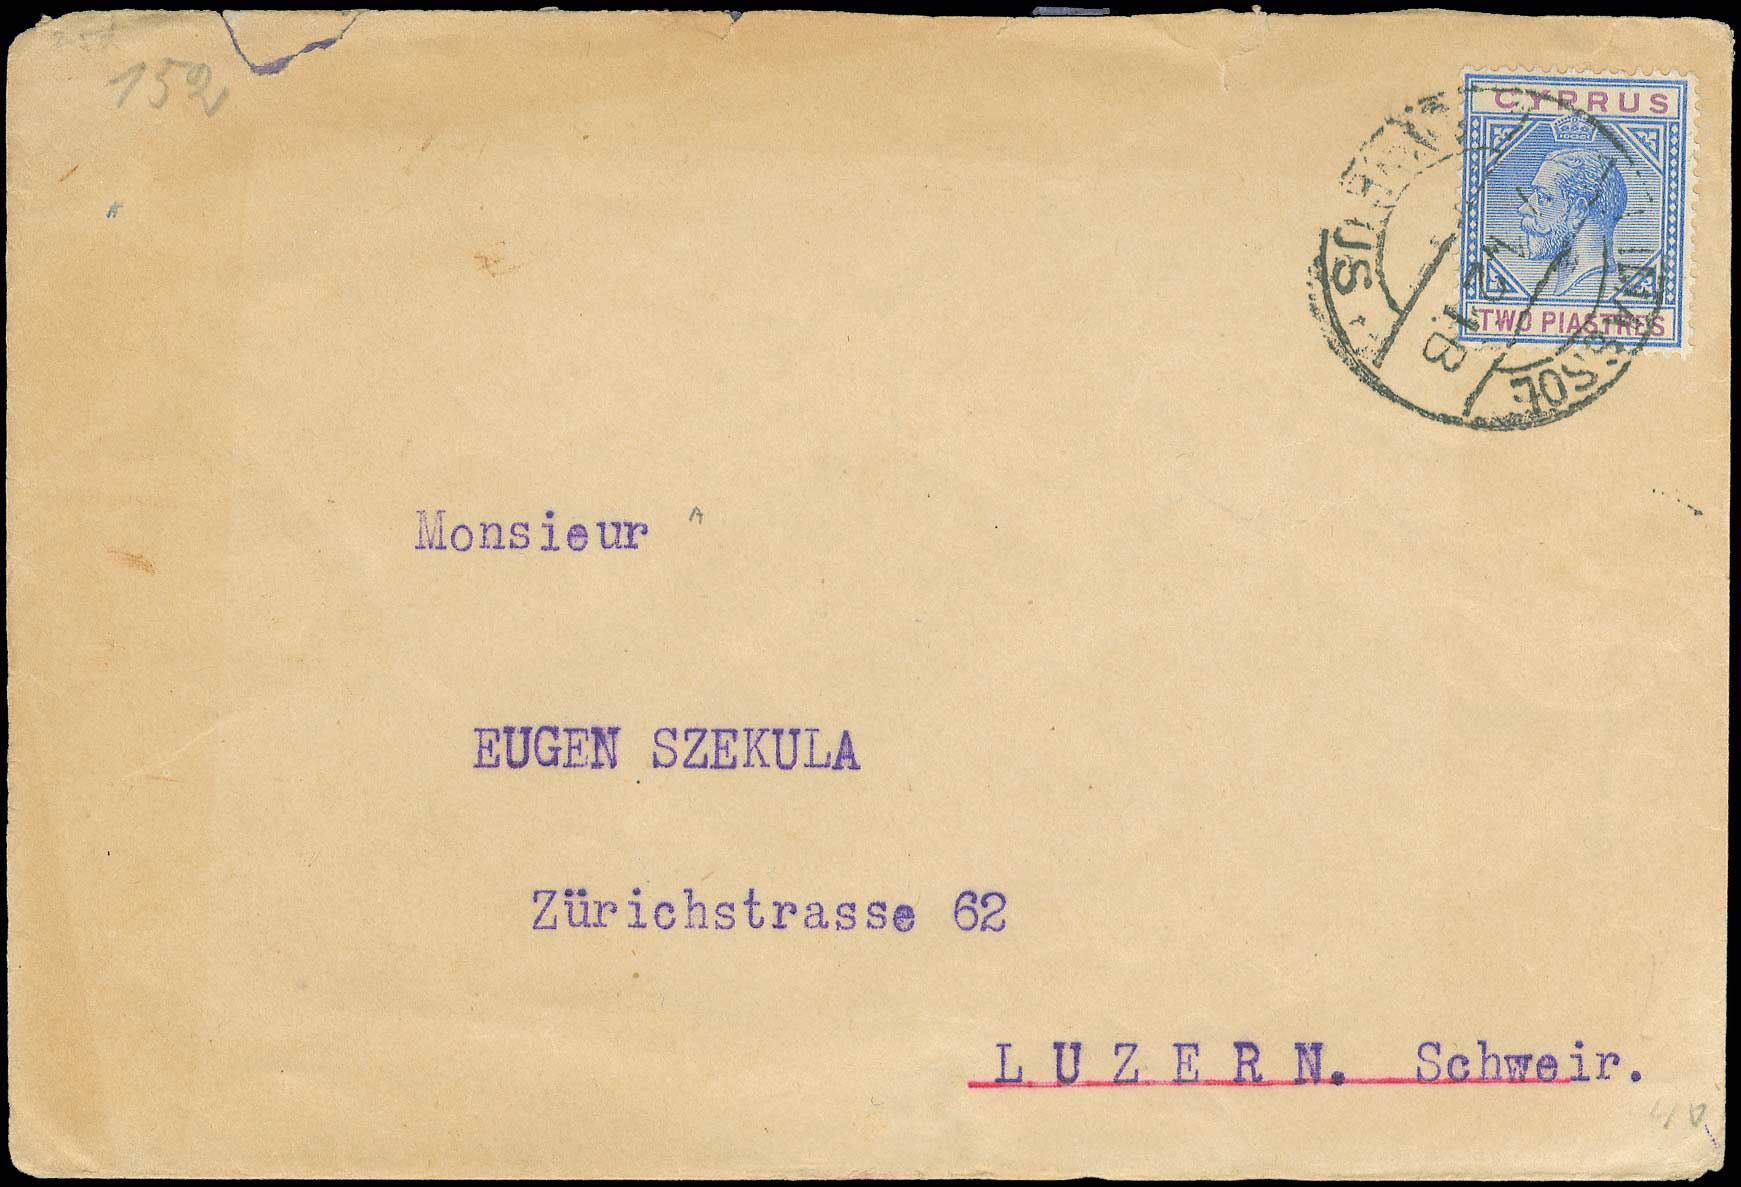 152
CYPRUS
TWO PIASTRES
Monsieur
EUGEN SZEKULA
Zürichstrasse 62
LUZERN. Schweir.